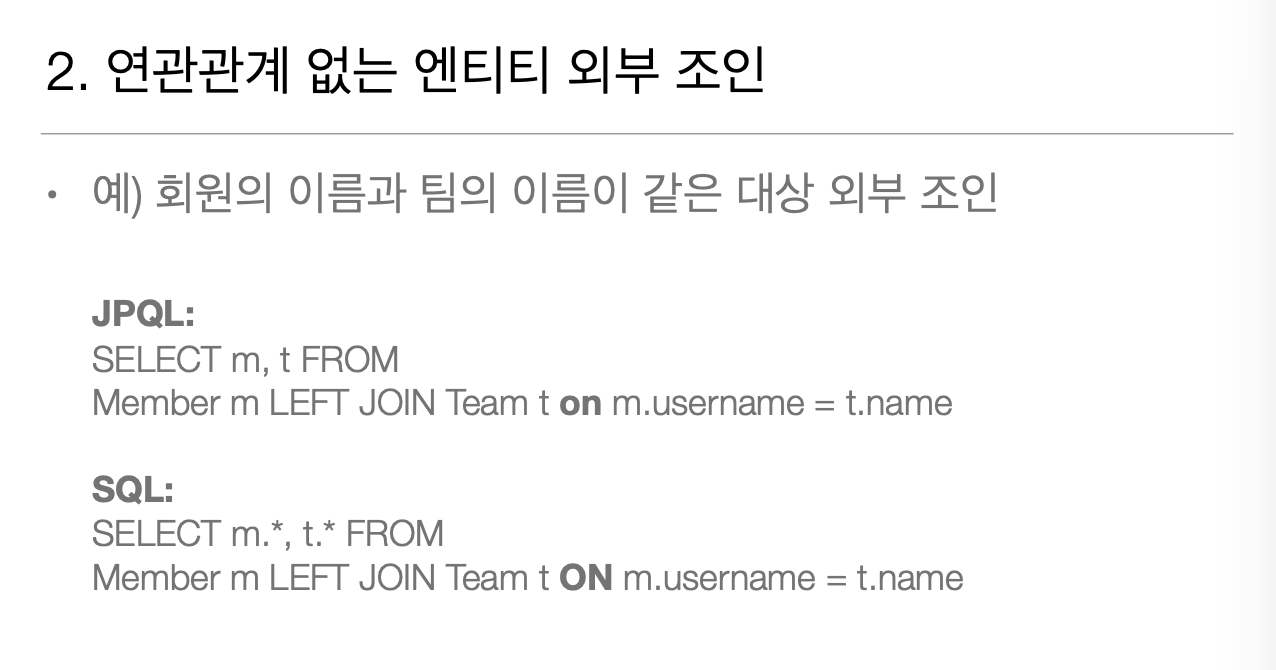 2. 연관관계 없는 엔티티 외부 조인
• 예) 회원의 이름과 팀의 이름이 같은 대상 외부 조인
JPQL:
SELECT m, t FROM
Member m LEFT JOIN Team t on m.username = t.name
SQL:
SELECT m.*, t.* FROM
Member m LEFT JOIN Team t ON m.username = t.name